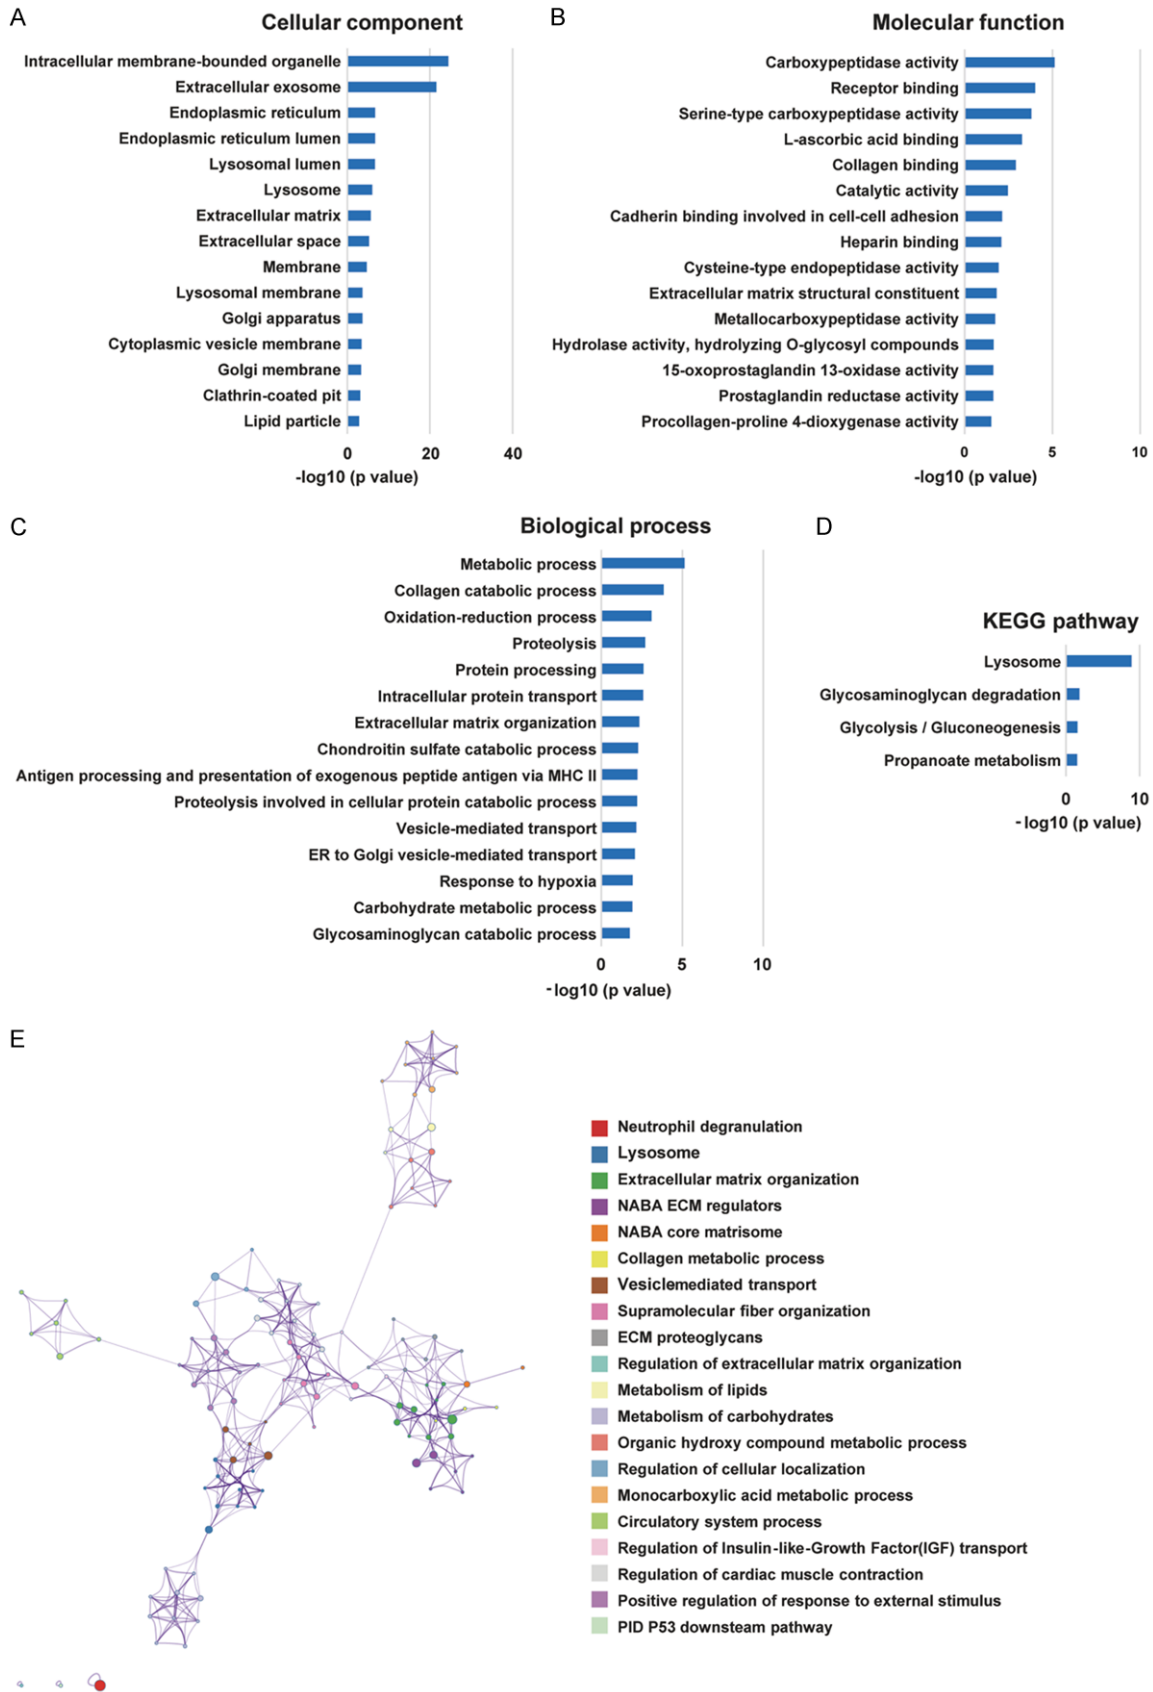 A
Cellular component
Intracellular membrane-bounded organelle
Extracellular exosome
Endoplasmic reticulum
Endoplasmic reticulum lumen
Lysosomal lumen
Lysosome
Extracellular matrix
Extracellular space
Membrane
Lysosomal membrane
Golgi apparatus
Cytoplasmic vesicle membrane
Golgi membrane
Clathrin-coated pit
Lipid particle
0 20 40
-log10 (p value)
B
Molecular function
Carboxypeptidase activity
Receptor binding
Serine-type carboxypeptidase activity
L-ascorbic acid binding
Collagen binding
Catalytic activity
Cadherin binding involved in cell-cell adhesion
Heparin binding
Cysteine-type endopeptidase activity
Extracellular matrix structural constituent
Metallocarboxypeptidase activity
Hydrolase activity, hydrolyzing O-glycosyl compounds
15-oxoprostaglandin 13-oxidase activity
Prostaglandin reductase activity
Procollagen-proline 4-dioxygenase activity
0 5 10
-log10 (p value)
C
Biological process
Metabolic process
Collagen catabolic process
Oxidation-reduction process
Proteolysis
Protein processing
Intracellular protein transport
Extracellular matrix organization
Chondroitin sulfate catabolic process
Antigen processing and presentation of exogenous peptide antigen via MHC II
Proteolysis involved in cellular protein catabolic process
Vesicle-mediated transport
ER to Golgi vesicle-mediated transport
Response to hypoxia
Carbohydrate metabolic process
Glycosaminoglycan catabolic process
0 5 10
-log10 (p value)
D
KEGG pathway
Lysosome
Glycosaminoglycan degradation
Glycolysis / Gluconeogenesis
Propanoate metabolism
0 10
-log10 (p value)
E
Neutrophil degranulation
Lysosome
Extracellular matrix organization
NABA ECM regulators
NABA core matrisome
Collagen metabolic process
Vesiclemediated transport
Supramolecular fiber organization
ECM proteoglycans
Regulation of extracellular matrix organization
Metabolism of lipids
Metabolism of carbohydrates
Organic hydroxy compound metabolic process
Regulation of cellular localization
Monocarboxylic acid metabolic process
Circulatory system process
Regulation of Insulin-like-Growth Factor(IGF) transport
Regulation of cardiac muscle contraction
Positive regulation of response to external stimulus
PID P53 downsteam pathway